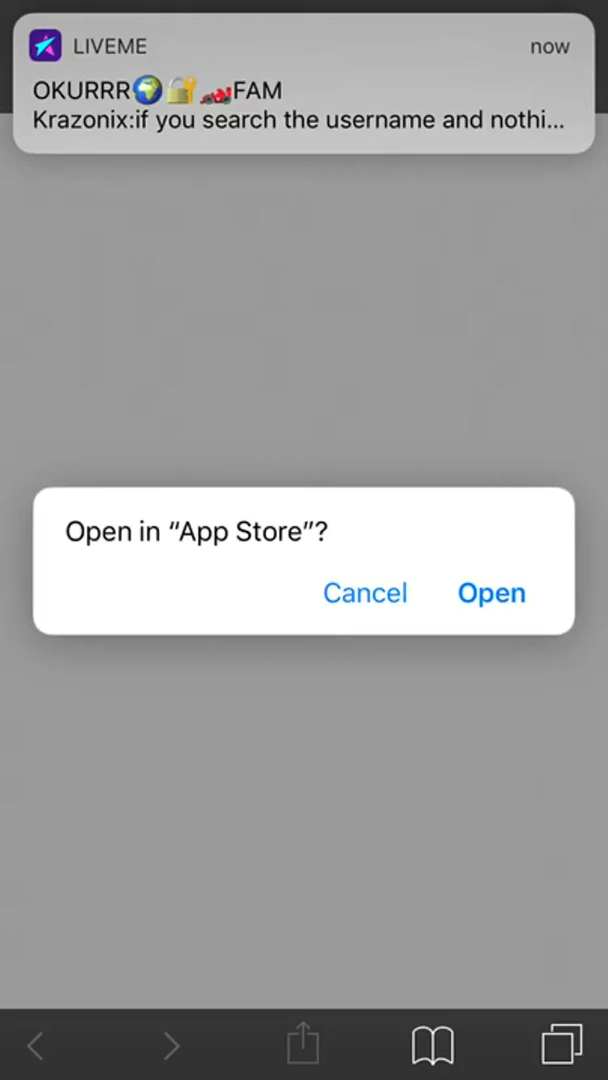 LIVEME
now
OKURRR🌍🔐🏎️FAM
Krazonix:if you search the username and nothi...
Open in “App Store”?
Cancel
Open